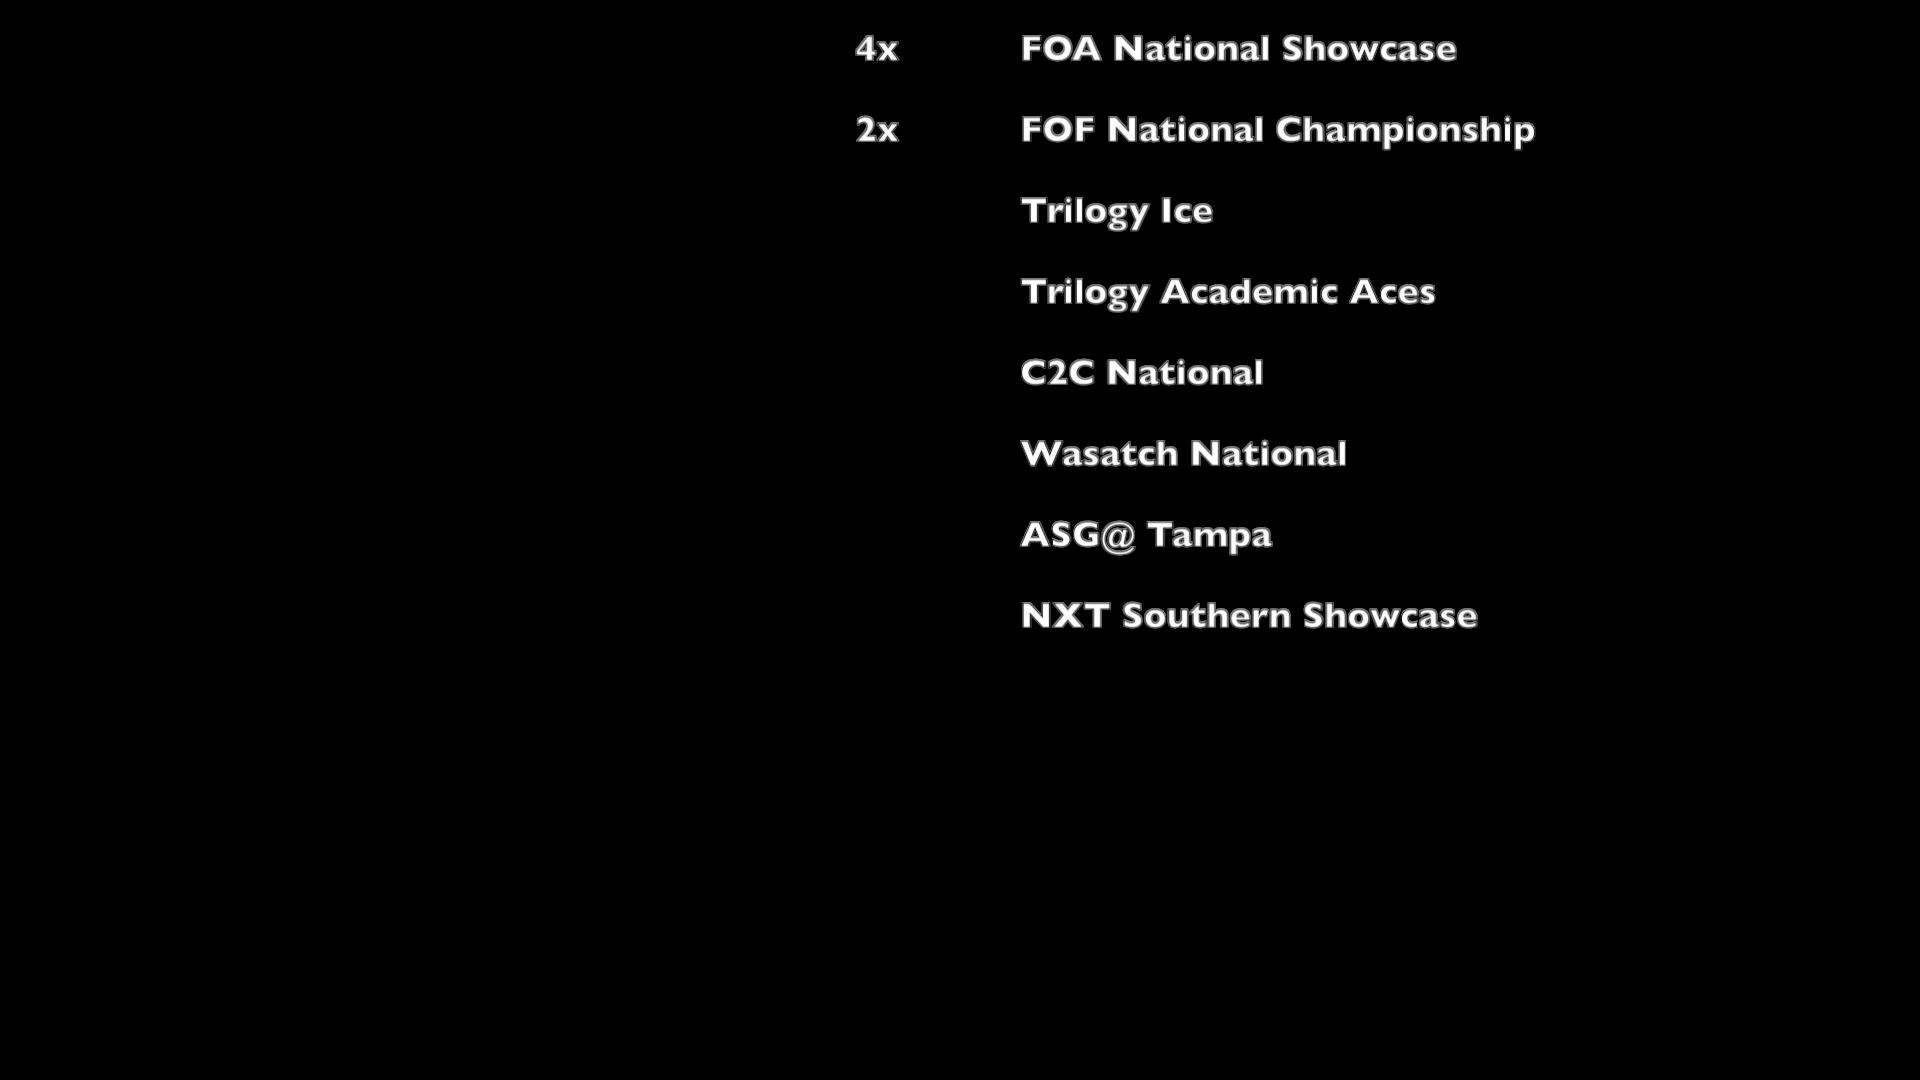 4x FOA National Showcase
2x FOF National Championship
Trilogy Ice
Trilogy Academic Aces
C2C National
Wasatch National
ASG@ Tampa
NXT Southern Showcase